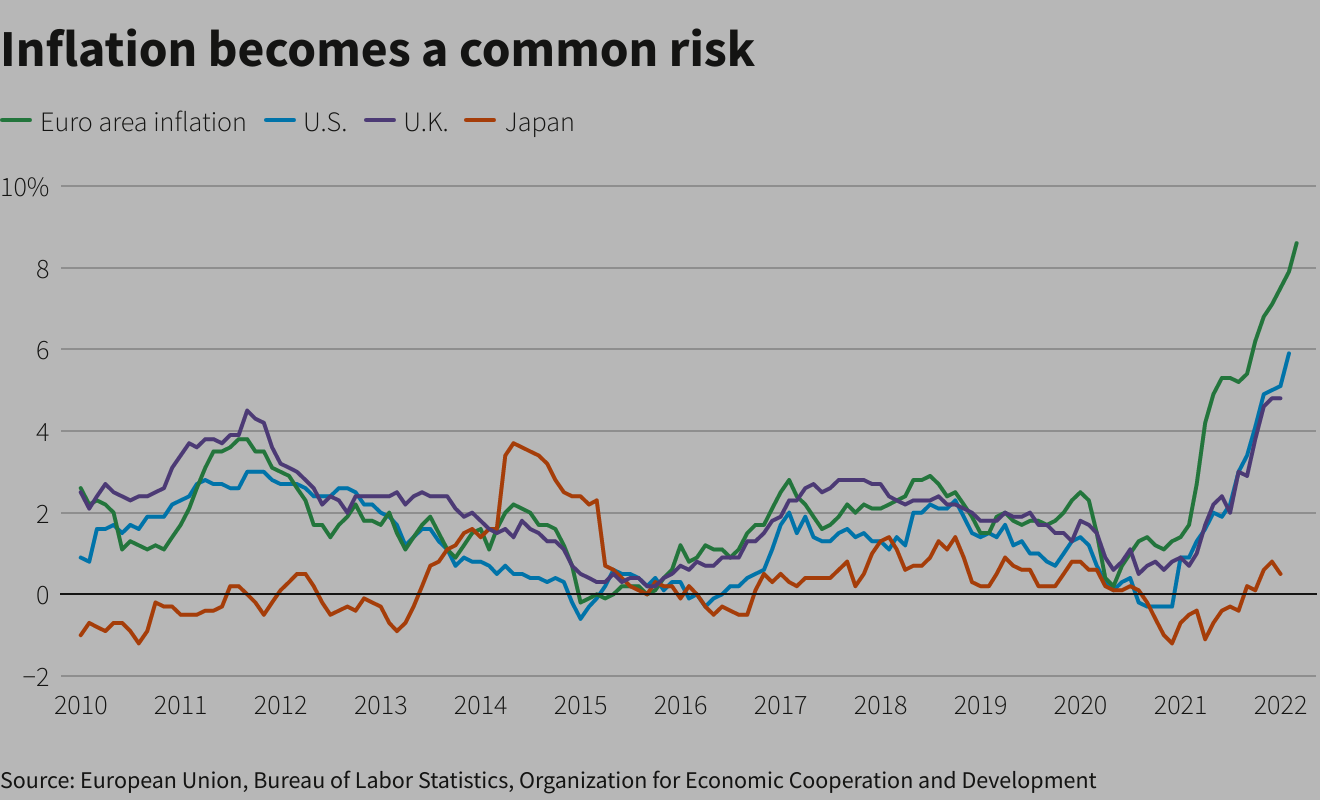 Inflation becomes a common risk
Euro area inflation U.S. U.K. Japan
10%
8
6
4
2
0
−2
2010 2011 2012 2013 2014 2015 2016 2017 2018 2019 2020 2021 2022
Source: European Union, Bureau of Labor Statistics, Organization for Economic Cooperation and Development